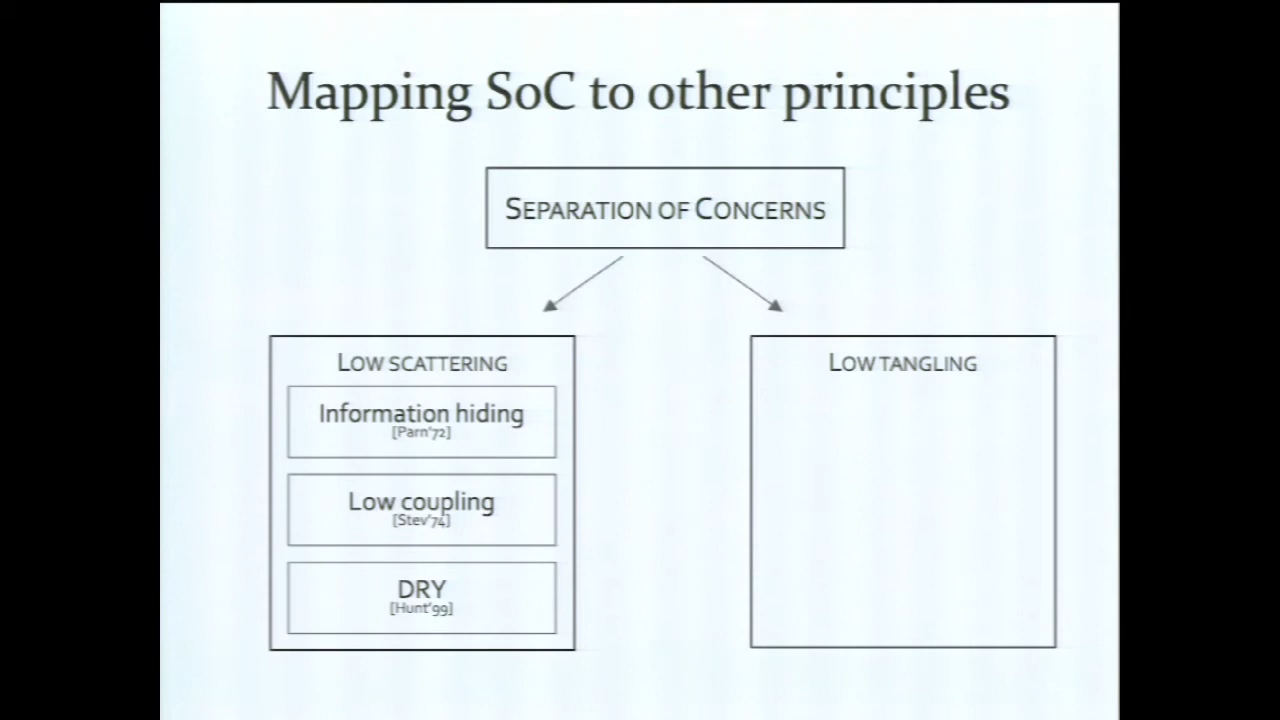 Mapping SoC to other principles
SEPARATION OF CONCERNS
LOW SCATTERING
Information hiding
[Parn'72]
Low coupling
[Stev'74]
DRY
[Hunt'99]
LOW TANGLING